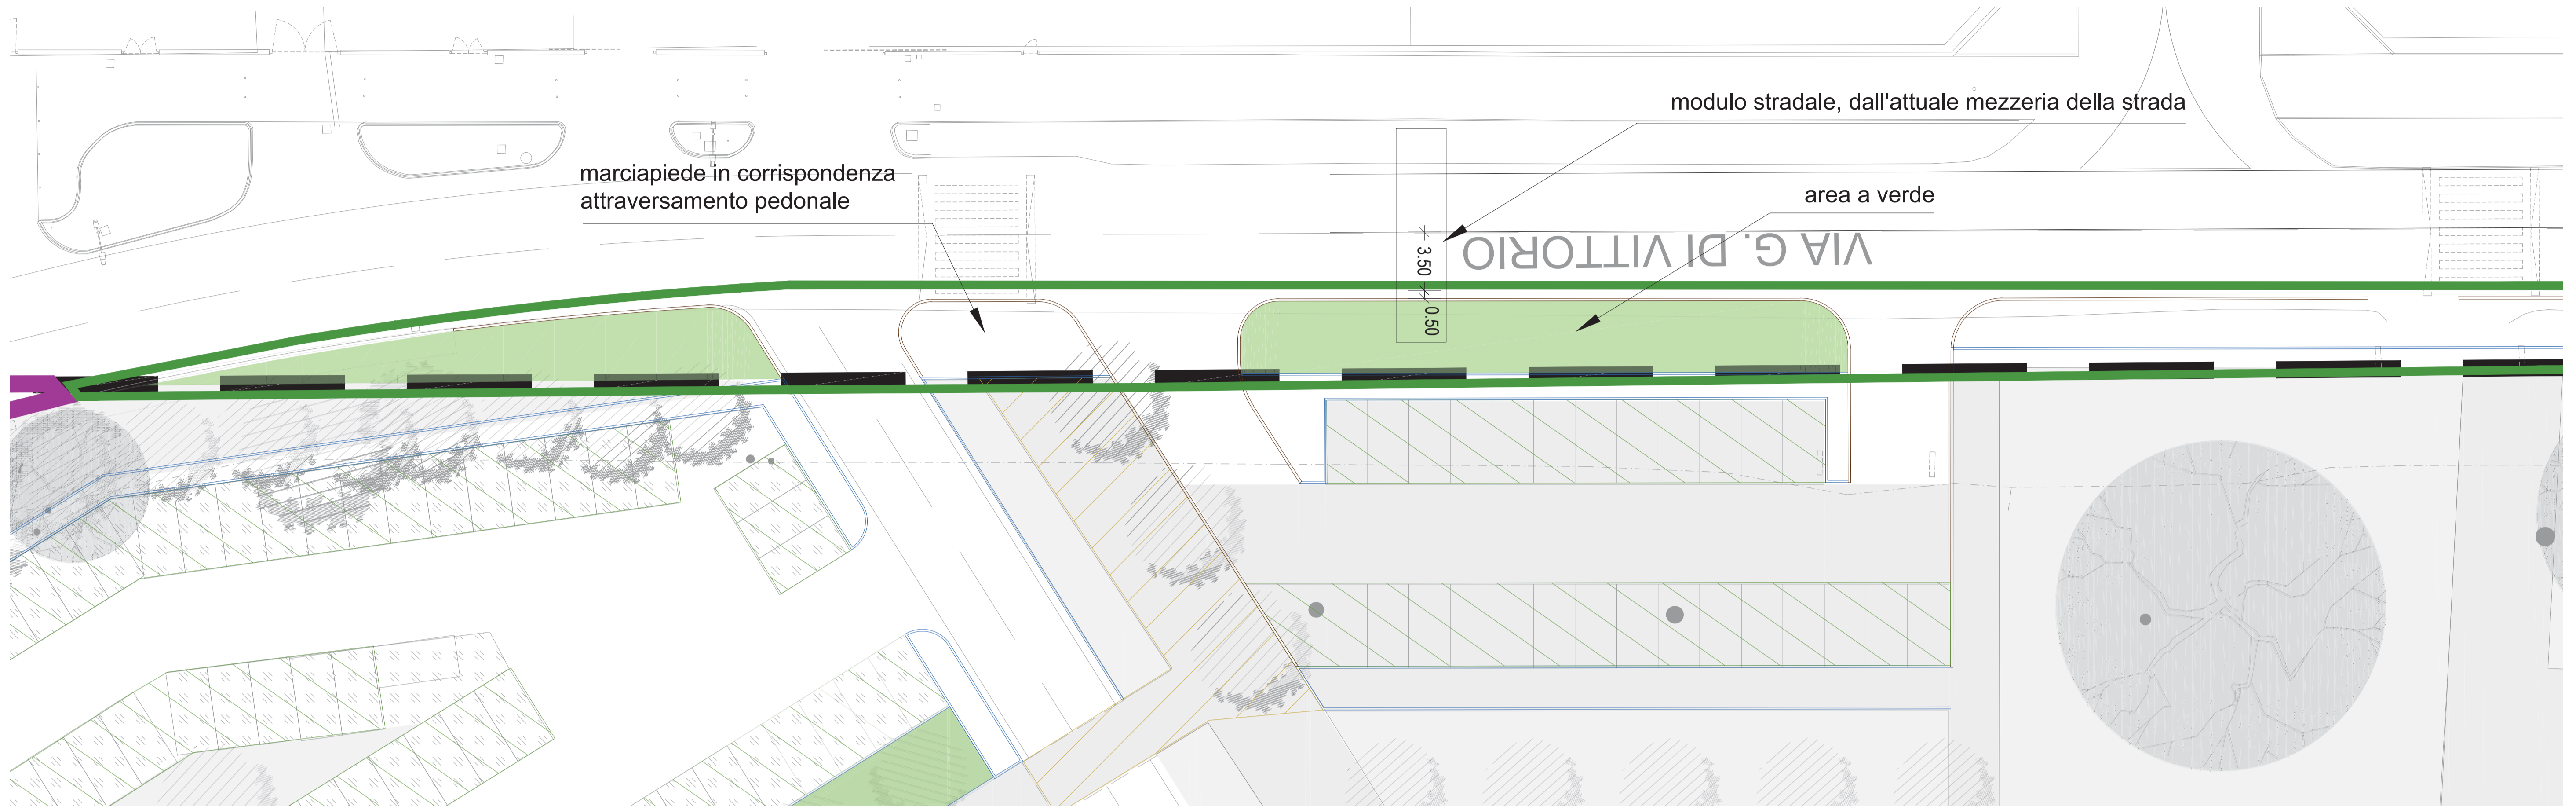 modulo stradale, dall'attuale mezzeria della strada
marciapiede in corrispondenza
attraversamento pedonale
area a verde
VIA G. DI VITTORIO
3.50
0.50